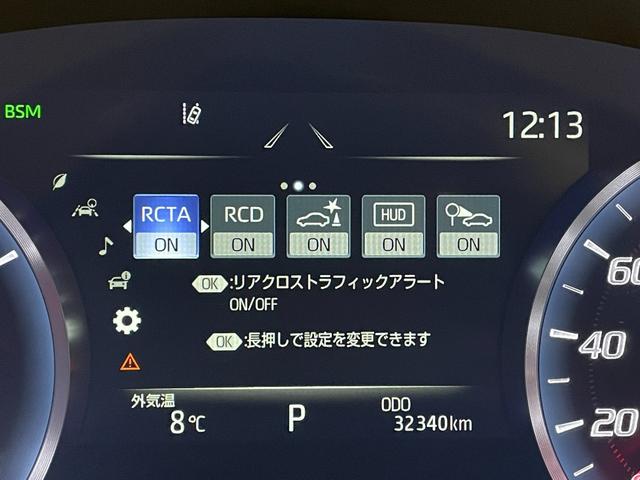 BSM
12:13
RCTA RCD HUD
ON ON ON ON ON
OK :リアクロストラフィックアラート
ON/OFF
OK :長押しで設定を変更できます
外気温 ODO
8℃ P 32340km
60
40
20